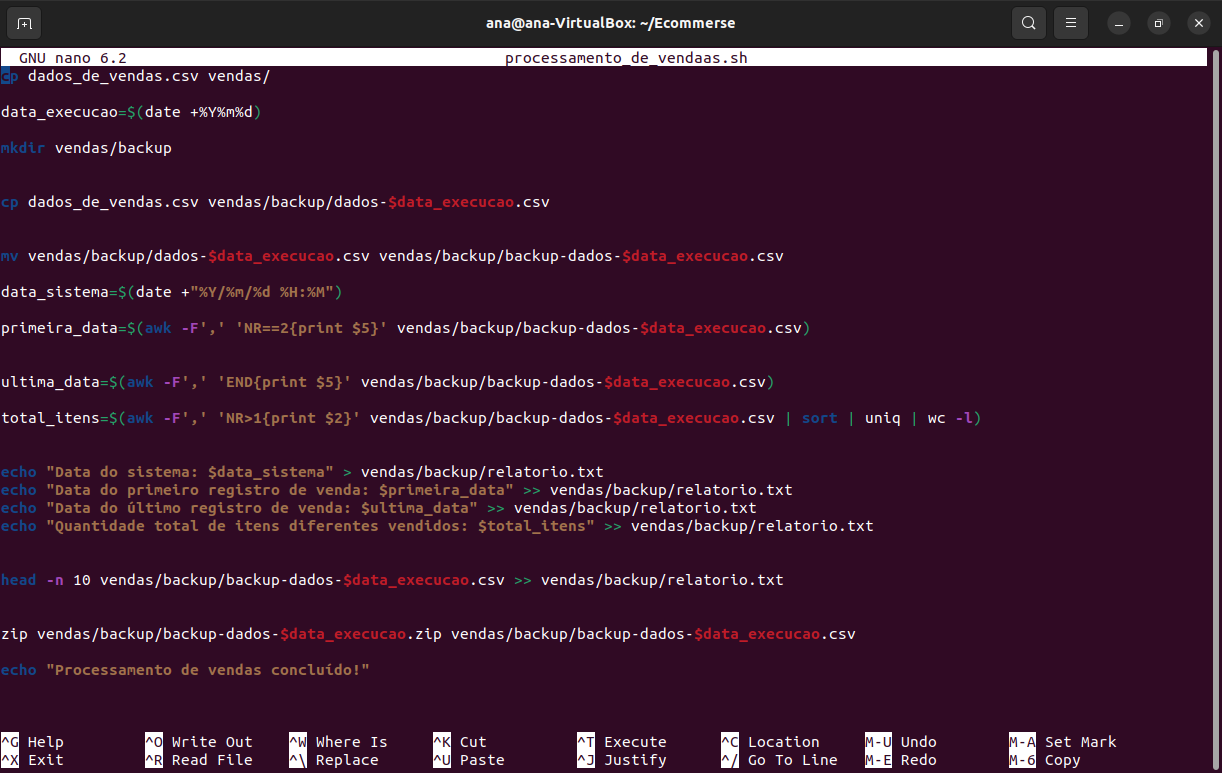 ana@ana-VirtualBox: ~/Ecommerse
GNU nano 6.2 processamento_de_vendaas.sh
cp dados_de_vendas.csv vendas/
data_execucao=$(date +%Y%m%d)
mkdir vendas/backup
cp dados_de_vendas.csv vendas/backup/dados-$data_execucao.csv
mv vendas/backup/dados-$data_execucao.csv vendas/backup/backup-dados-$data_execucao.csv
data_sistema=$(date +"%Y/%m/%d %H:%M")
primeira_data=$(awk -F',' 'NR==2{print $5}' vendas/backup/backup-dados-$data_execucao.csv)
ultima_data=$(awk -F',' 'END{print $5}' vendas/backup/backup-dados-$data_execucao.csv)
total_itens=$(awk -F',' 'NR>1{print $2}' vendas/backup/backup-dados-$data_execucao.csv | sort | uniq | wc -l)
echo "Data do sistema: $data_sistema" > vendas/backup/relatorio.txt
echo "Data do primeiro registro de venda: $primeira_data" >> vendas/backup/relatorio.txt
echo "Data do último registro de venda: $ultima_data" >> vendas/backup/relatorio.txt
echo "Quantidade total de itens diferentes vendidos: $total_itens" >> vendas/backup/relatorio.txt
head -n 10 vendas/backup/backup-dados-$data_execucao.csv >> vendas/backup/relatorio.txt
zip vendas/backup/backup-dados-$data_execucao.zip vendas/backup/backup-dados-$data_execucao.csv
echo "Processamento de vendas concluído!"
^G Help ^O Write Out ^W Where Is ^K Cut ^T Execute ^C Location M-U Undo M-A Set Mark
^X Exit ^R Read File ^\ Replace ^U Paste ^J Justify ^/ Go To Line M-E Redo M-6 Copy